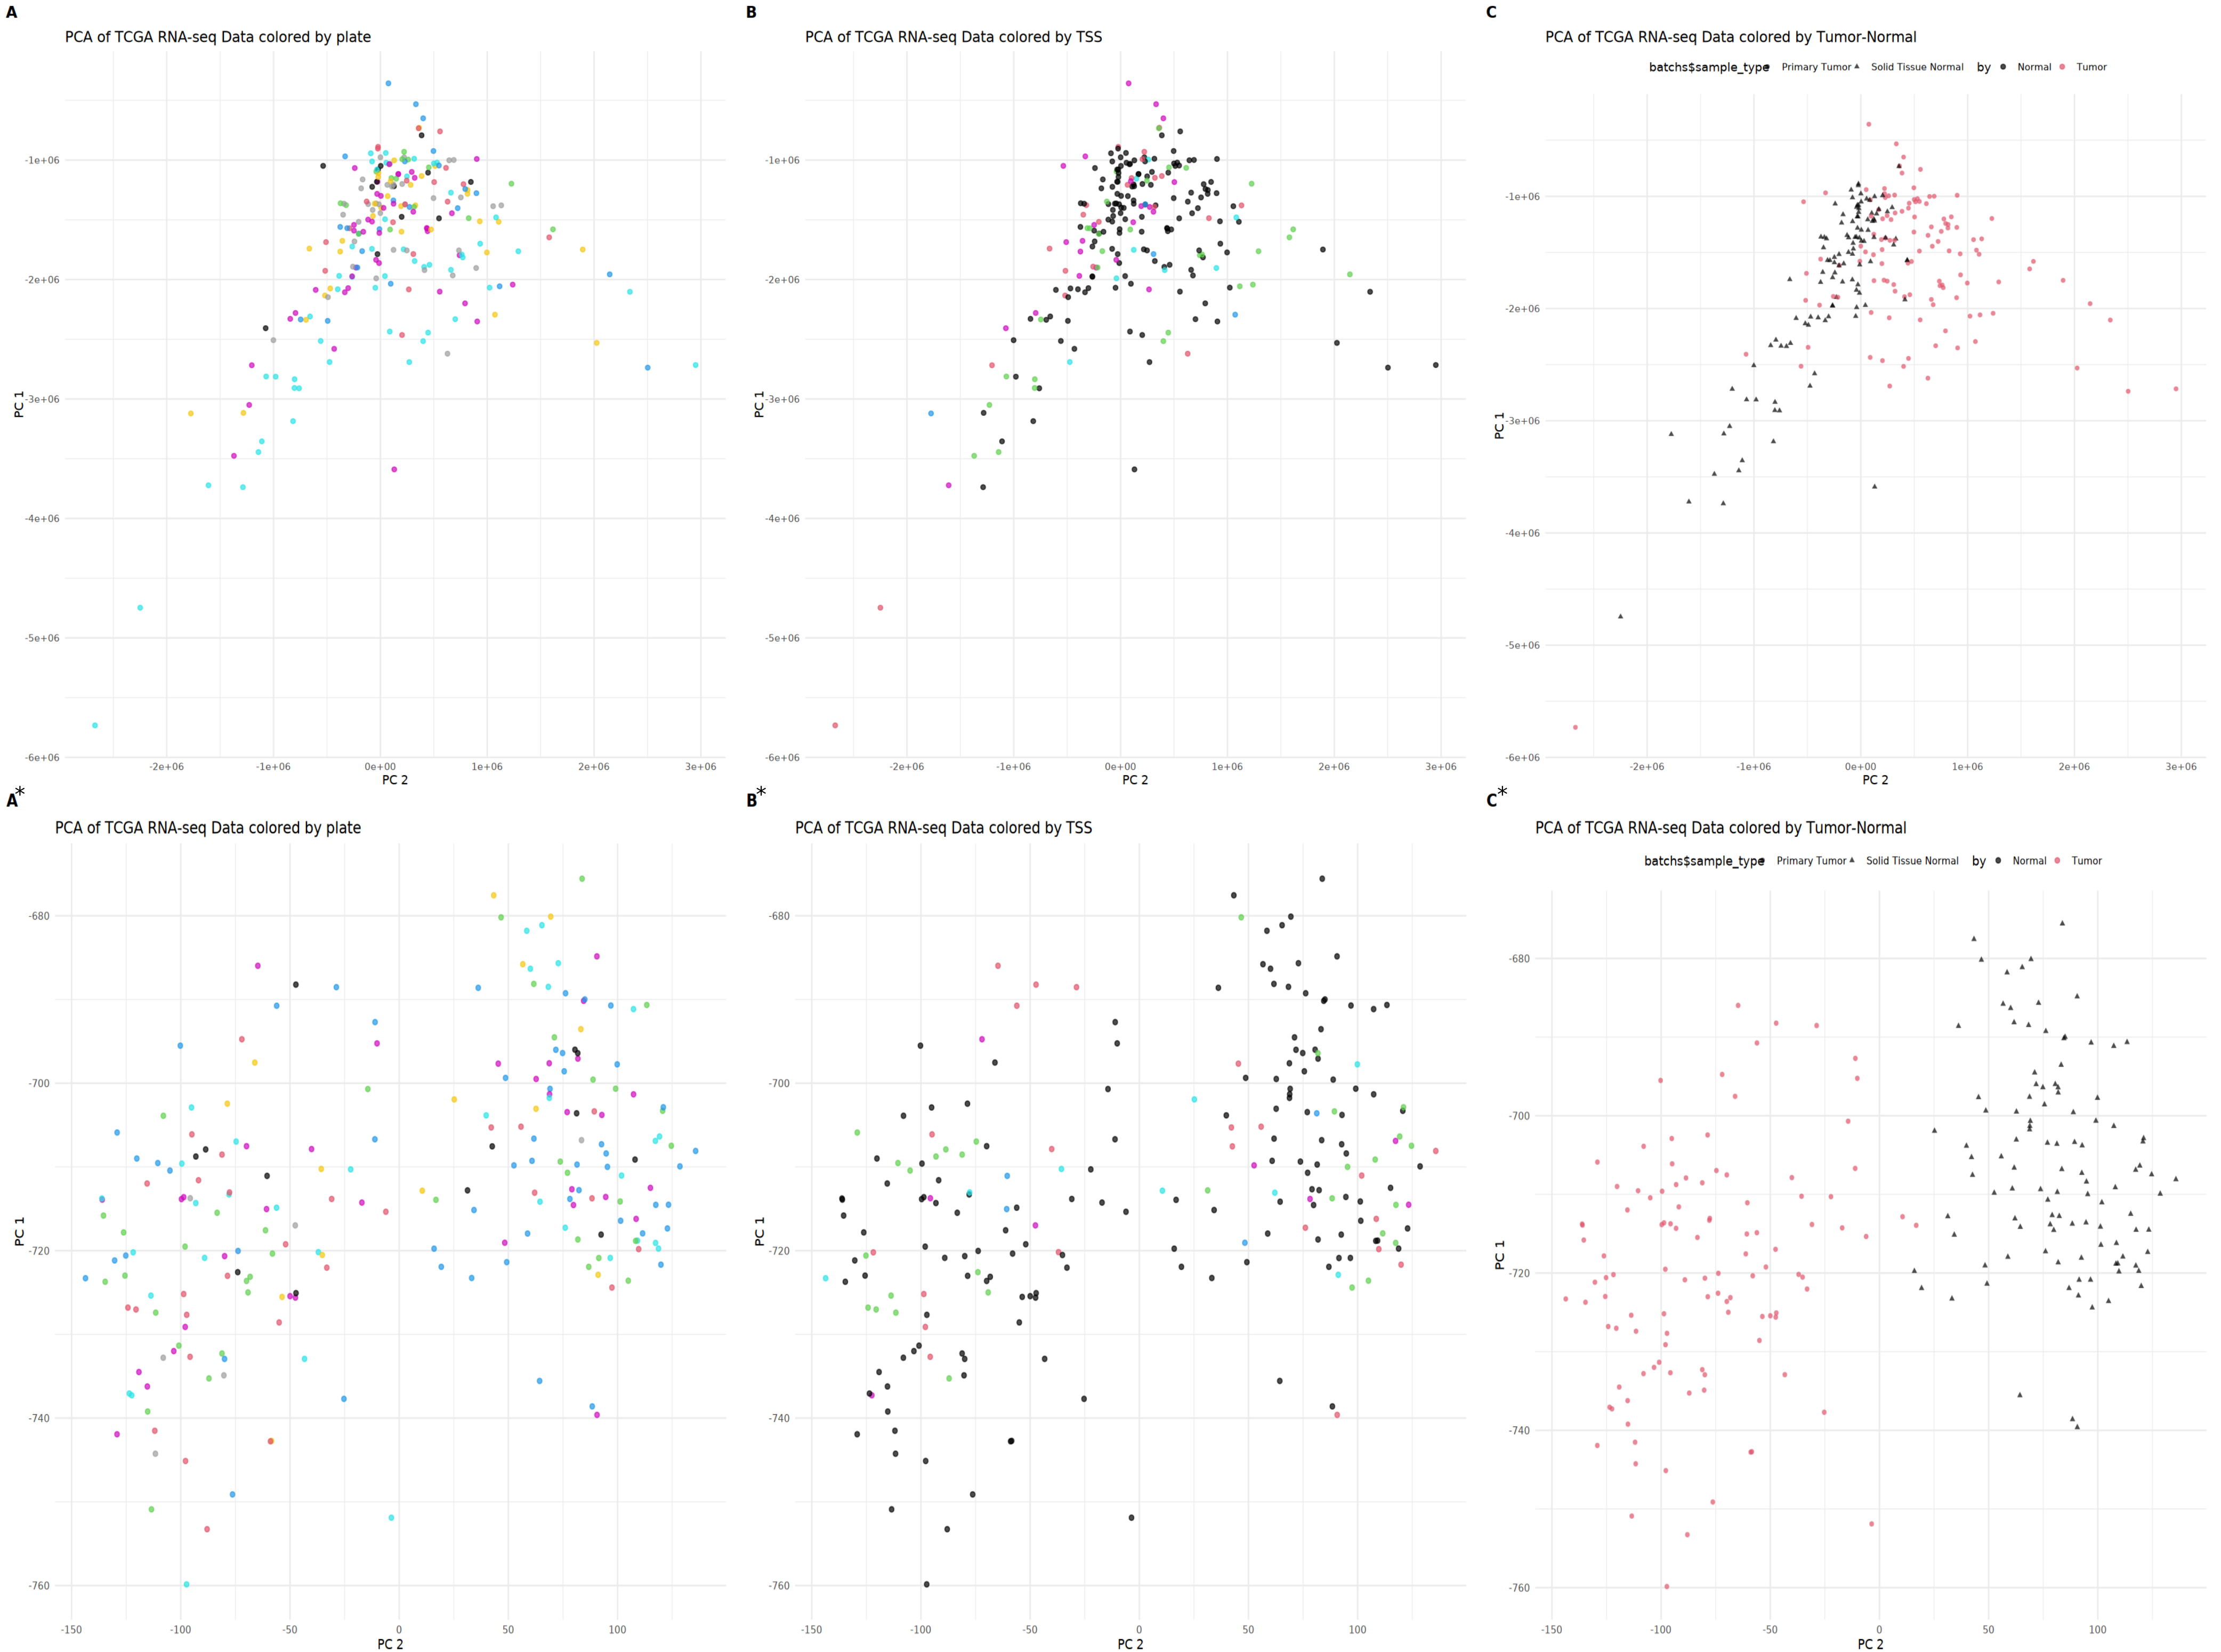 A
PCA of TCGA RNA-seq Data colored by plate
PC 1
-1e+06
-2e+06
-3e+06
-4e+06
-5e+06
-6e+06
-2e+06 -1e+06 0e+00 1e+06 2e+06 3e+06
PC 2
B
PCA of TCGA RNA-seq Data colored by TSS
PC 1
-1e+06
-2e+06
-3e+06
-4e+06
-5e+06
-6e+06
-2e+06 -1e+06 0e+00 1e+06 2e+06 3e+06
PC 2
C
PCA of TCGA RNA-seq Data colored by Tumor-Normal
batchs$sample_type Primary Tumor Solid Tissue Normal by Normal Tumor
PC 1
-1e+06
-2e+06
-3e+06
-4e+06
-5e+06
-6e+06
-2e+06 -1e+06 0e+00 1e+06 2e+06 3e+06
PC 2
A*
PCA of TCGA RNA-seq Data colored by plate
PC 1
-680
-700
-720
-740
-760
-150 -100 -50 0 50 100
PC 2
B*
PCA of TCGA RNA-seq Data colored by TSS
PC 1
-680
-700
-720
-740
-760
-150 -100 -50 0 50 100
PC 2
C*
PCA of TCGA RNA-seq Data colored by Tumor-Normal
batchs$sample_type Primary Tumor Solid Tissue Normal by Normal Tumor
PC 1
-680
-700
-720
-740
-760
-150 -100 -50 0 50 100
PC 2